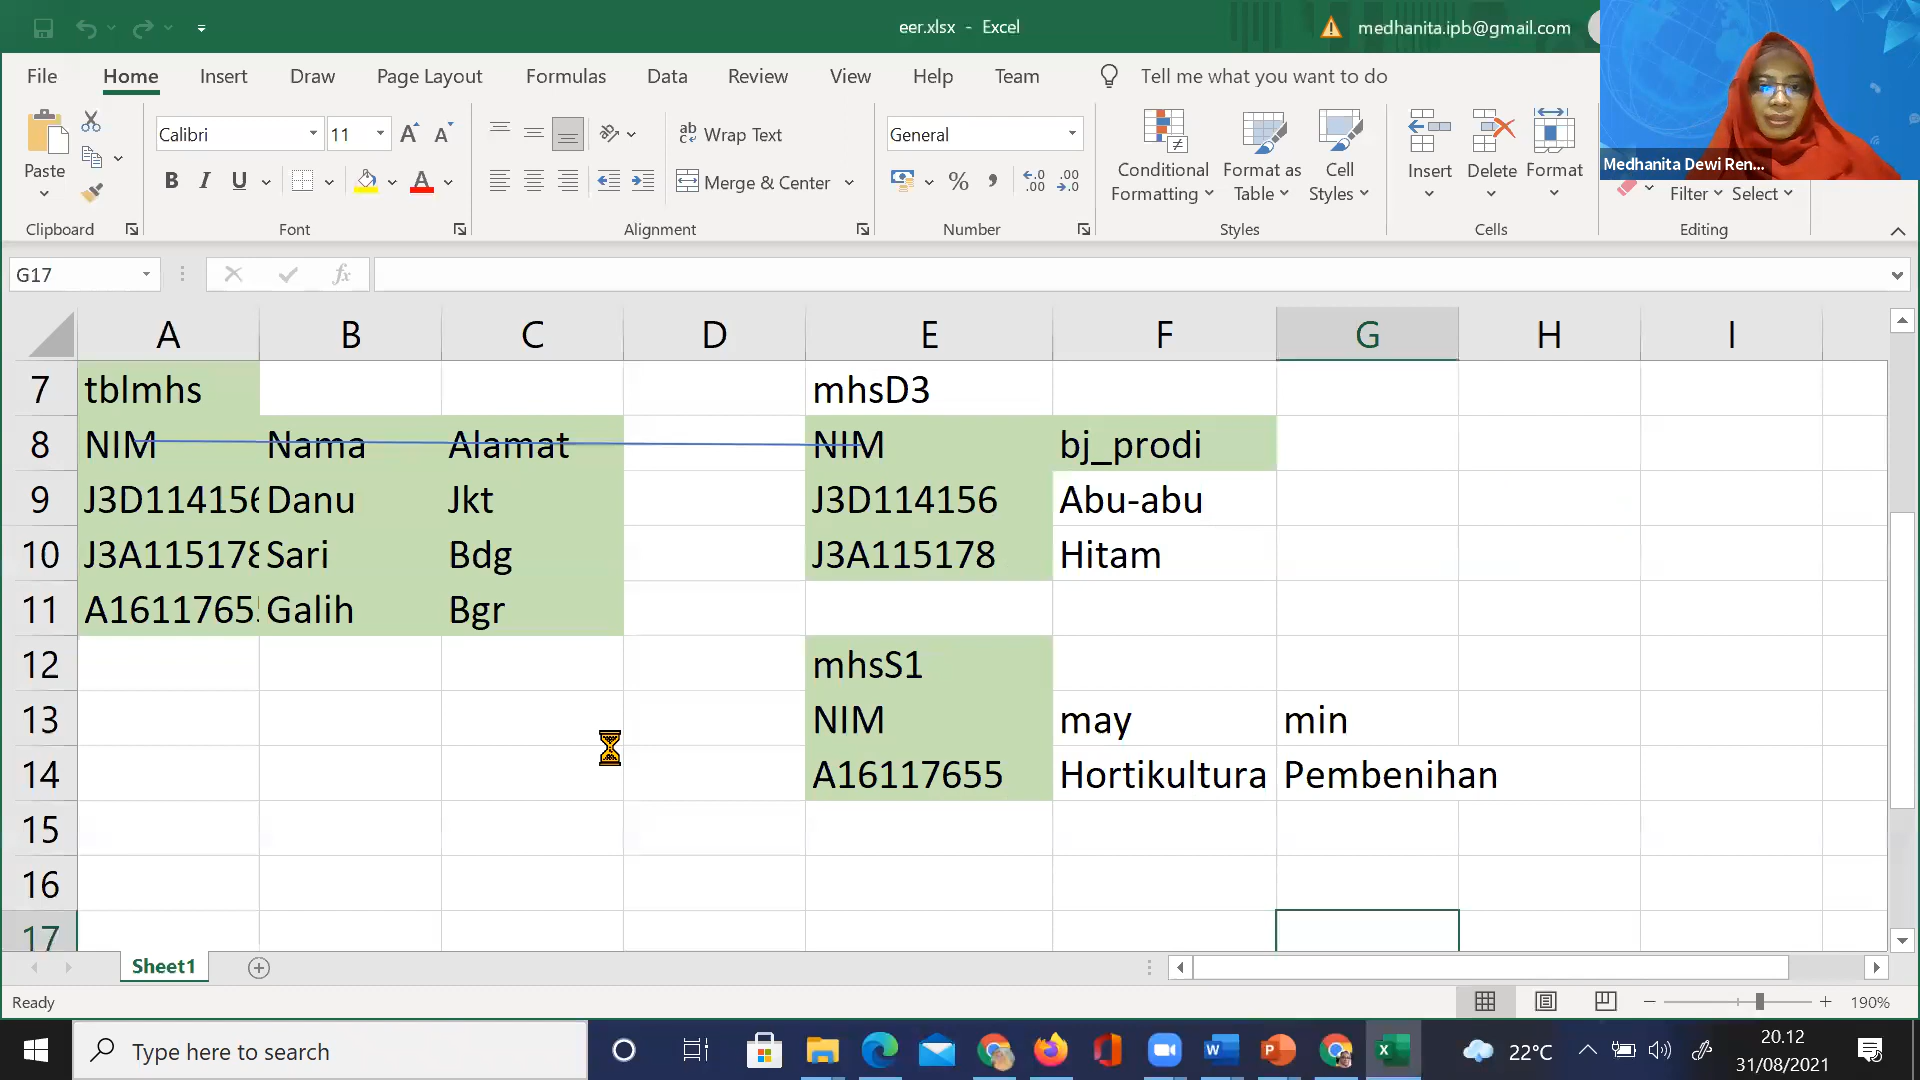 eer.xlsx - Excel
medhanita.ipb@gmail.com
File Home Insert Draw Page Layout Formulas Data Review View Help Team Tell me what you want to do
Medhanita Dewi Ren...
Paste
Calibri 11
Wrap Text
Merge & Center
General
Conditional Formatting
Format as Table
Cell Styles
Insert
Delete
Format
Filter
Select
Clipboard Font Alignment Number Styles Cells Editing
G17
fx
A B C D E F G H I
7 tblmhs mhsD3
8 NIM Nama Alamat NIM bj_prodi
9 J3D114156 Danu Jkt J3D114156 Abu-abu
10 J3A115178 Sari Bdg J3A115178 Hitam
11 A16117655 Galih Bgr
12 mhsS1
13 NIM may min
14 A16117655 Hortikultura Pembenihan
15
16
17
Sheet1
Ready
190%
Type here to search
22°C
20.12
31/08/2021